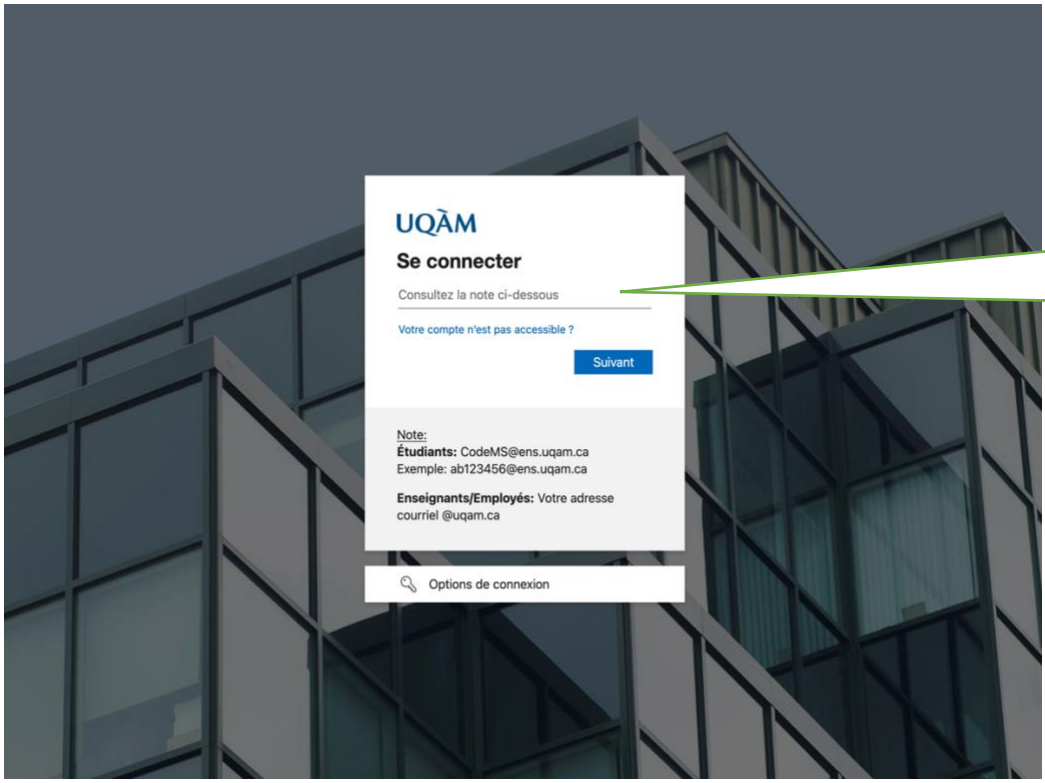 UQÀM
Se connecter
Consultez la note ci-dessous
Votre compte n'est pas accessible ?
Suivant
Note:
Étudiants: CodeMS@ens.uqam.ca
Exemple: ab123456@ens.uqam.ca
Enseignants/Employés: Votre adresse
courriel @uqam.ca
Options de connexion